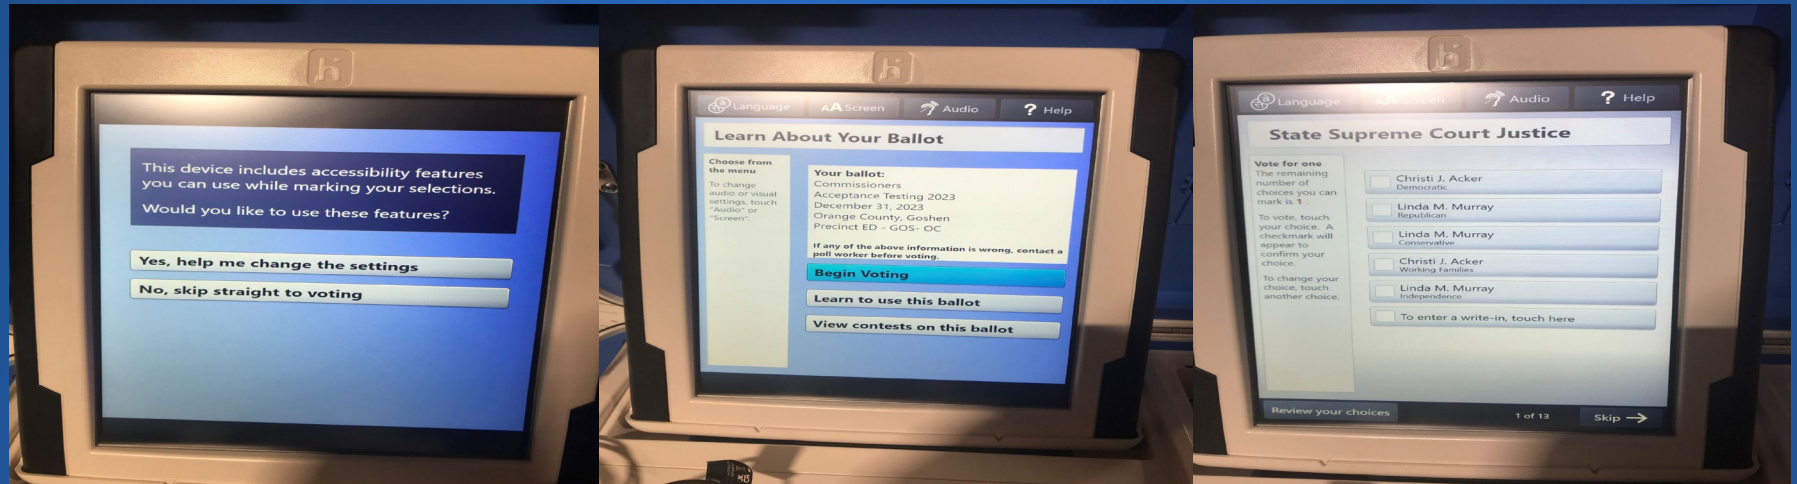 This device includes accessibility features
you can use while marking your selections.
Would you like to use these features?
Yes, help me change the settings
No, skip straight to voting
Language
AA Screen
Audio
? Help
Learn About Your Ballot
Choose from
the menu
To change
audio or visual
settings, touch
"Audio" or
"Screen".
Your ballot:
Commissioners
Acceptance Testing 2023
December 31, 2023
Orange County, Goshen
Precinct ED - GOS- OC
If any of the above information is wrong, contact a
poll worker before voting.
Begin Voting
Learn to use this ballot
View contests on this ballot
Language
AA Screen
Audio
? Help
State Supreme Court Justice
Vote for one
The remaining
number of
choices you can
mark is 1 .
To vote, touch
your choice. A
checkmark will
appear to
confirm your
choice.
To change your
choice, touch
another choice.
Christi J. Acker
Democratic
Linda M. Murray
Republican
Linda M. Murray
Conservative
Christi J. Acker
Working Families
Linda M. Murray
Independence
To enter a write-in, touch here
Review your choices
1 of 13
Skip